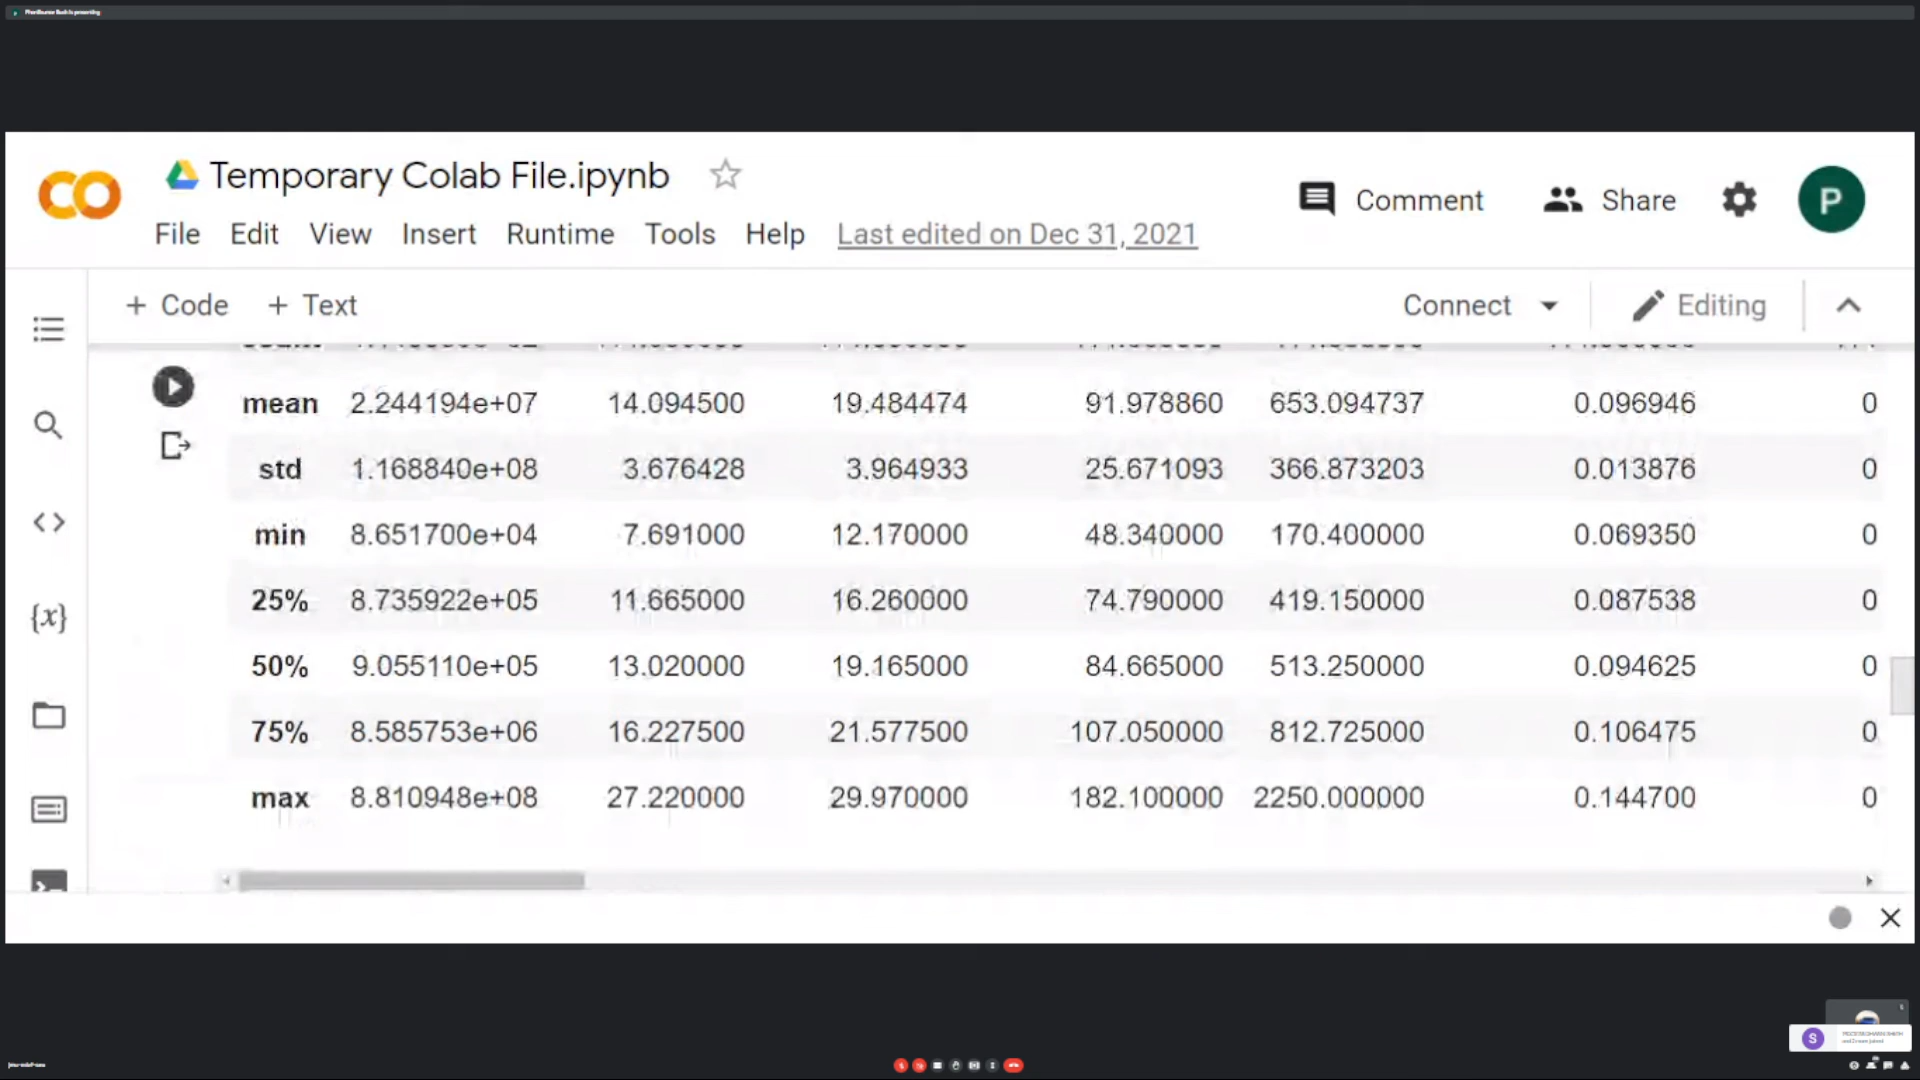 Temporary Colab File.ipynb
Comment Share P
File Edit View Insert Runtime Tools Help Last edited on Dec 31, 2021
+ Code + Text Connect Editing
mean 2.244194e+07 14.094500 19.484474 91.978860 653.094737 0.096946 0
std 1.168840e+08 3.676428 3.964933 25.671093 366.873203 0.013876 0
min 8.651700e+04 7.691000 12.170000 48.340000 170.400000 0.069350 0
25% 8.735922e+05 11.665000 16.260000 74.790000 419.150000 0.087538 0
50% 9.055110e+05 13.020000 19.165000 84.665000 513.250000 0.094625 0
75% 8.585753e+06 16.227500 21.577500 107.050000 812.725000 0.106475 0
max 8.810948e+08 27.220000 29.970000 182.100000 2250.000000 0.144700 0
S